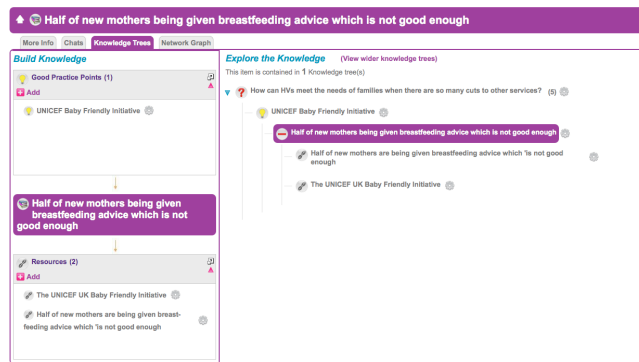 Half of new mothers being given breastfeeding advice which is not good enough
More Info Chats Knowledge Trees Network Graph
Build Knowledge
Good Practice Points (1)
Add
UNICEF Baby Friendly Initiative
Half of new mothers being given
breastfeeding advice which is not
good enough
Resources (2)
Add
The UNICEF UK Baby Friendly Initiative
Half of new mothers are being given breast-
feeding advice which 'is not good enough
Explore the Knowledge (View wider knowledge trees)
This item is contained in 1 Knowledge tree(s)
How can HVs meet the needs of families when there are so many cuts to other services? (5)
UNICEF Baby Friendly Initiative
Half of new mothers being given breastfeeding advice which is not good enough
Half of new mothers are being given breastfeeding advice which 'is not good
enough
The UNICEF UK Baby Friendly Initiative